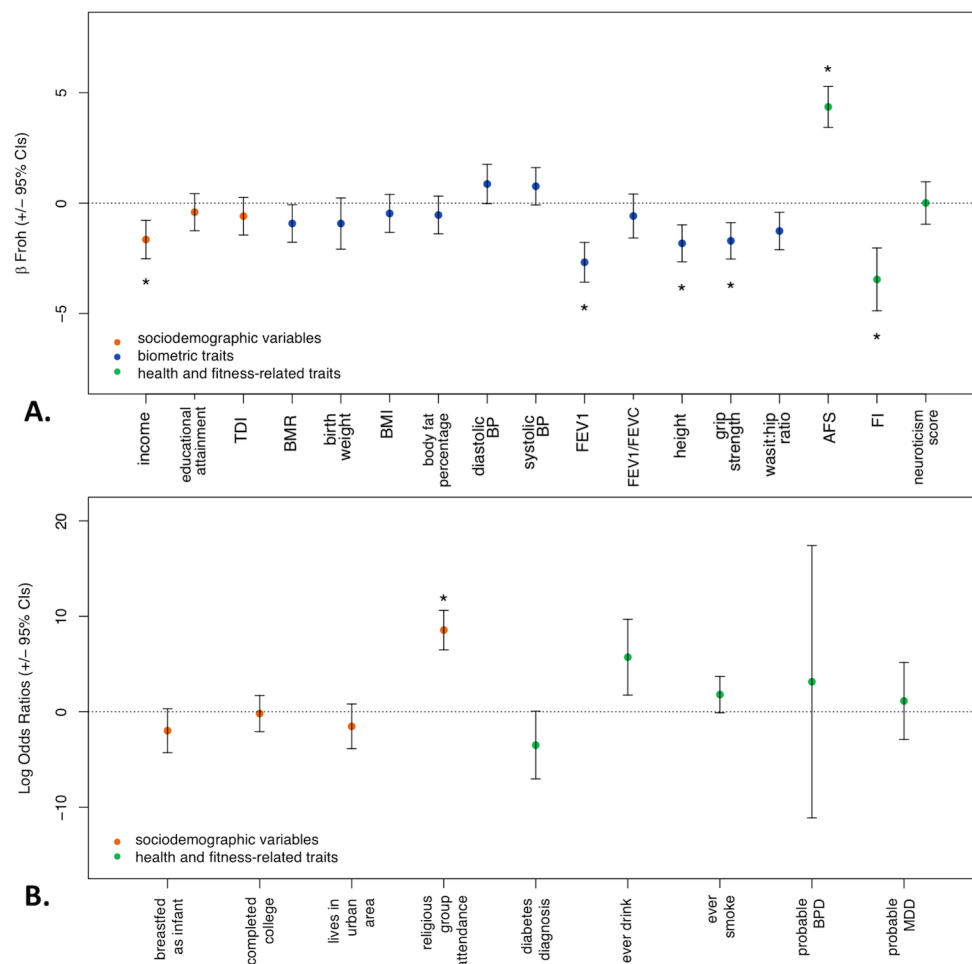 β Froh (+/− 95% CIs)
5
0
−5
*
*
*
*
*
*
sociodemographic variables
biometric traits
health and fitness-related traits
A.
income
educational
attainment
TDI
BMR
birth
weight
BMI
body fat
percentage
diastolic
BP
systolic
BP
FEV1
FEV1/FEVC
height
grip
strength
wasit:hip
ratio
AFS
FI
neuroticism
score
Log Odds Ratios (+/− 95% CIs)
20
10
0
−10
*
sociodemographic variables
health and fitness-related traits
B.
breastfed
as infant
completed
college
lives in
urban
area
religious
group
attendance
diabetes
diagnosis
ever drink
ever
smoke
probable
BPD
probable
MDD